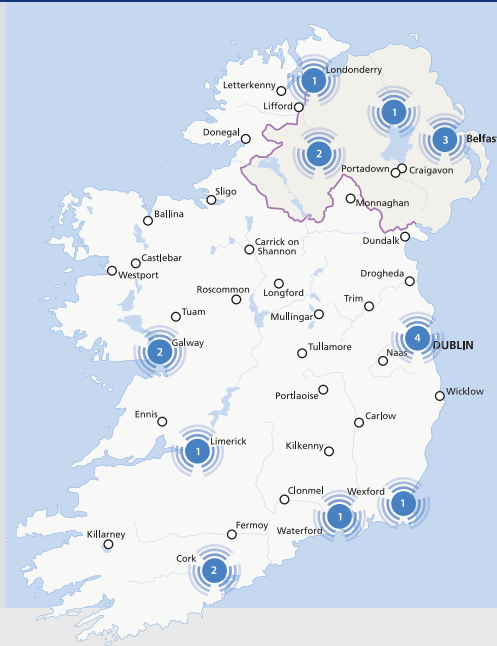 1
Londonderry
Letterkenny
Lifford
1
Donegal
2
3
Belfas
Portadown
Craigavon
Sligo
Monnaghan
Ballina
Dundalk
Carrick on
Shannon
Castlebar
Westport
Drogheda
Roscommon
Longford
Trim
Tuam
Mullingar
4
DUBLIN
2
Galway
Tullamore
Naas
Portlaoise
Wicklow
Ennis
Carlow
1
Limerick
Kilkenny
Clonmel
Wexford
1
1
Waterford
Fermoy
Killarney
Cork
2